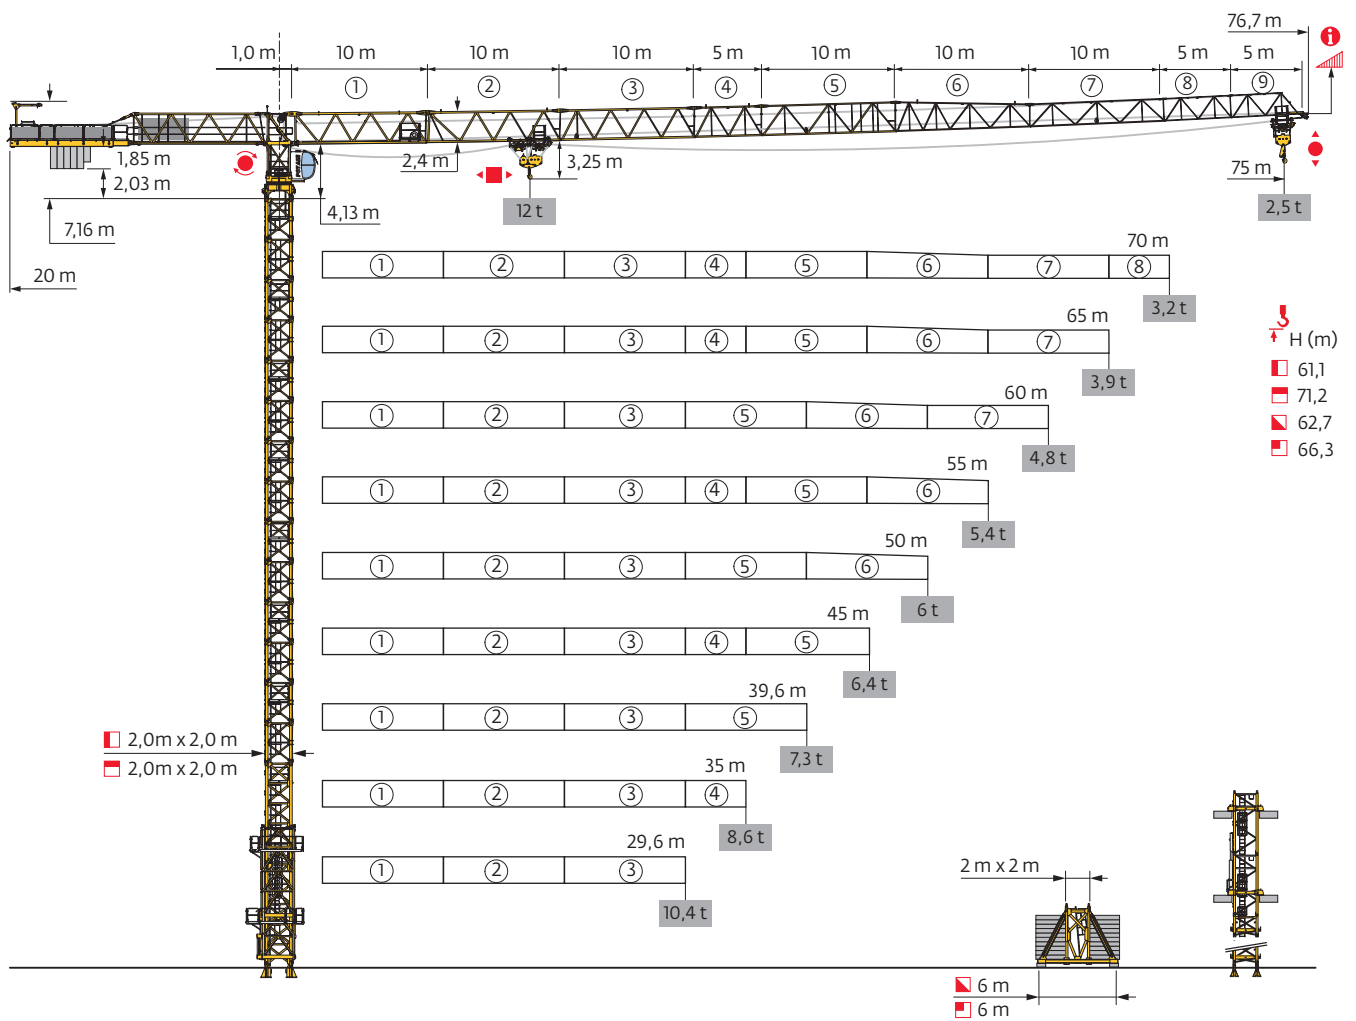 76,7 m
1,0 m 10 m 10 m 10 m 5 m 10 m 10 m 10 m 5 m 5 m
i
1 2 3 4 5 6 7 8 9
1,85 m 2,4 m 3,25 m 75 m
2,03 m
12 t 2,5 t
4,13 m
7,16 m
20 m
70 m
1 2 3 4 5 6 7 8
3,2 t
65 m
1 2 3 4 5 6 7
3,9 t
H (m)
61,1
71,2
62,7
66,3
60 m
1 2 3 5 6 7
4,8 t
55 m
1 2 3 4 5 6
5,4 t
50 m
1 2 3 5 6
6 t
45 m
1 2 3 4 5
6,4 t
39,6 m
1 2 3 5
7,3 t
2,0m x 2,0 m
2,0m x 2,0 m
35 m
1 2 3 4
8,6 t
29,6 m
1 2 3
10,4 t
2 m x 2 m
6 m
6 m